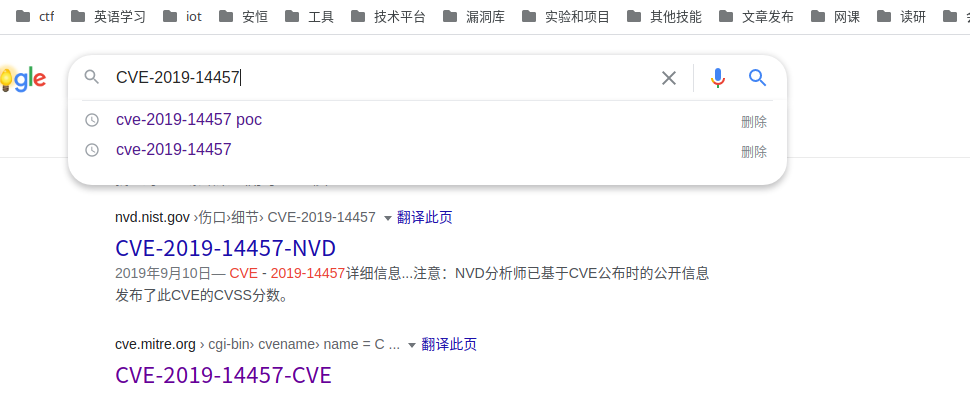 ctf 英语学习 iot 安恒 工具 技术平台 漏洞库 实验和项目 其他技能 文章发布 网课 读研
gle CVE-2019-14457
cve-2019-14457 poc 删除
cve-2019-14457 删除
nvd.nist.gov ›伤口›细节› CVE-2019-14457 翻译此页
CVE-2019-14457-NVD
2019年9月10日— CVE - 2019-14457详细信息...注意：NVD分析师已基于CVE公布时的公开信息
发布了此CVE的CVSS分数。
cve.mitre.org › cgi-bin› cvename› name = C ... 翻译此页
CVE-2019-14457-CVE